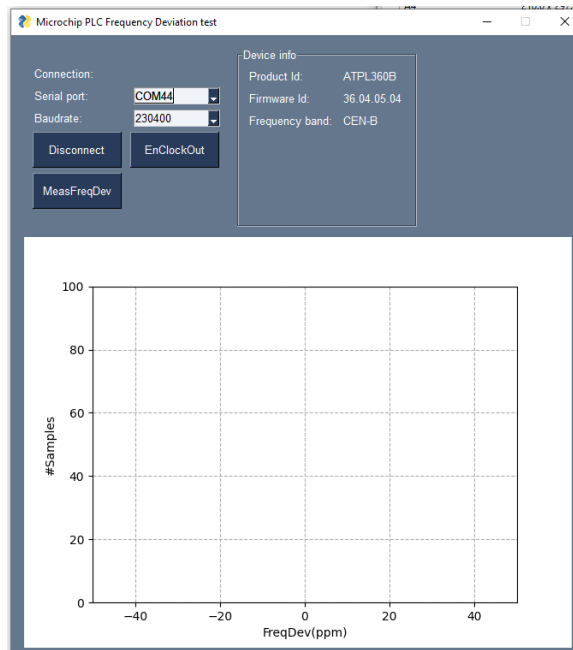 Microchip PLC Frequency Deviation test
Connection:
Serial port: COM44
Baudrate: 230400
Disconnect EnClockOut
MeasFreqDev
Device info
Product Id: ATPL360B
Firmware Id: 36.04.05.04
Frequency band: CEN-B
100
80
60
40
20
0
#Samples
−40 −20 0 20 40
FreqDev(ppm)